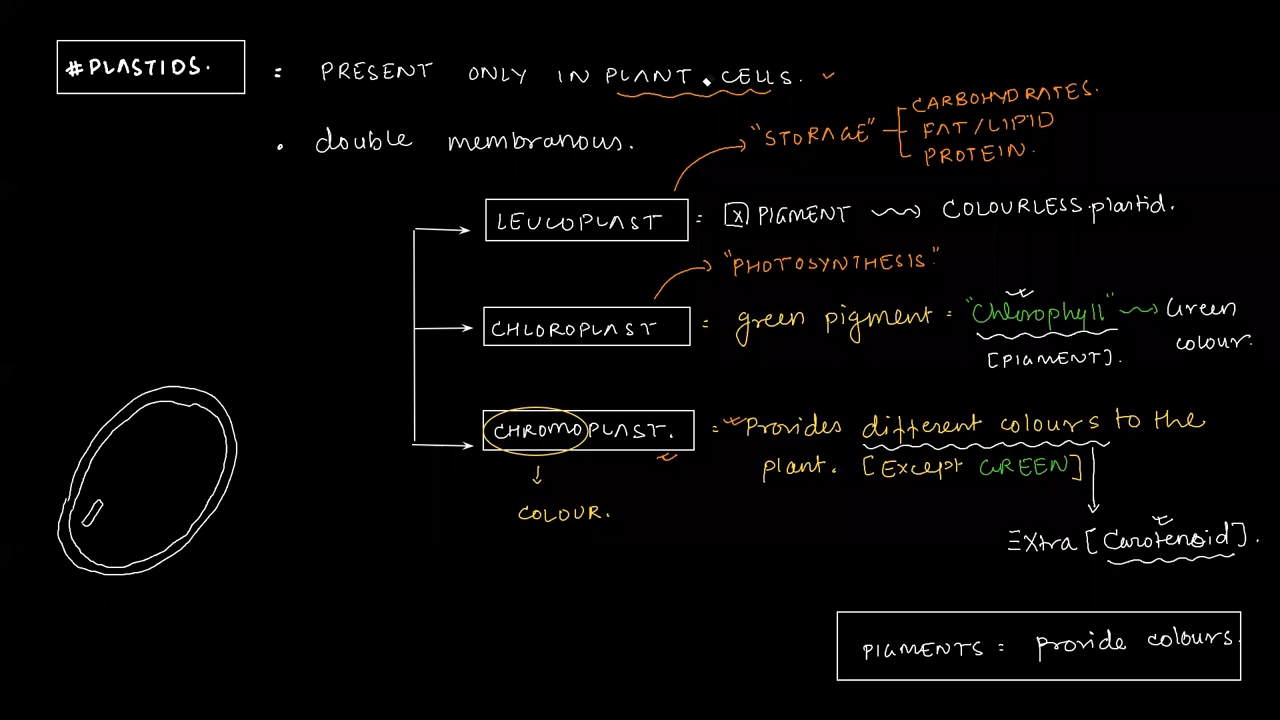 #PLASTIDS. = PRESENT ONLY IN PLANT CELLS.
• double membranous.
"STORAGE" CARBOHYDRATES.
FAT/LIPID
PROTEIN.
LEUCOPLAST = [x] PIGMENT COLOURLESS plastid.
"PHOTOSYNTHESIS"
CHLOROPLAST = green pigment = "Chlorophyll" Green colour.
[PIGMENT].
CHROMOPLAST. = Provides different colours to the
plant. [Except GREEN]
COLOUR.
Extra [Carotenoid].
PIGMENTS = provide colours.